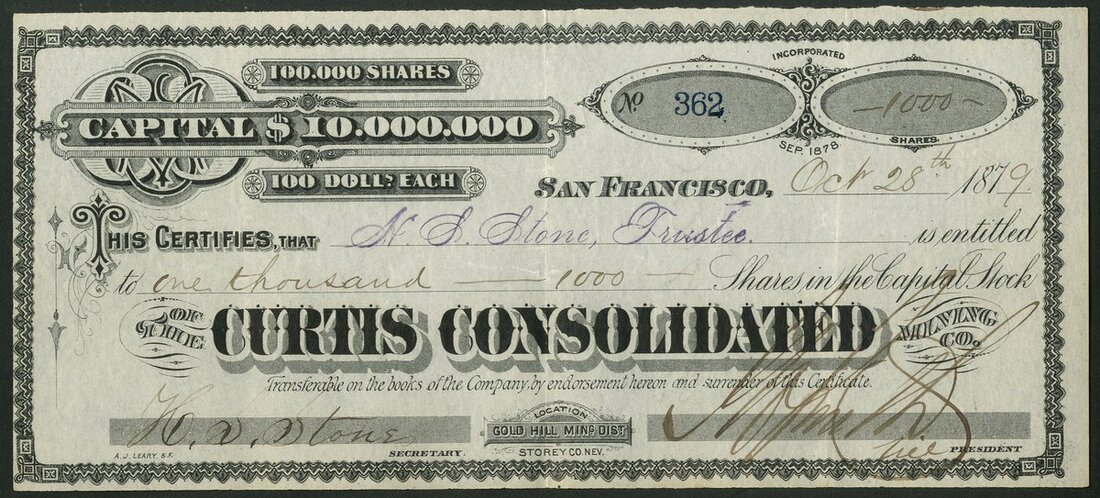 100.000 SHARES
CAPITAL $ 10.000.000
100 DOLLS EACH
INCORPORATED
No 362
SEP. 1878
—1000—
SHARES.
SAN FRANCISCO, Oct 28th 1879
THIS CERTIFIES, THAT N. S. Stone, Trustee. is entitled
to one thousand — 1000 — Shares in the Capital Stock
OF THE CURTIS CONSOLIDATED MINING CO.
Transferable on the books of the Company, by endorsement hereon and surrender of this Certificate.
Stone
SECRETARY.
LOCATION
GOLD HILL MING DIST
STOREY CO. NEV.
PRESIDENT
A. J. LEARY. S.F.